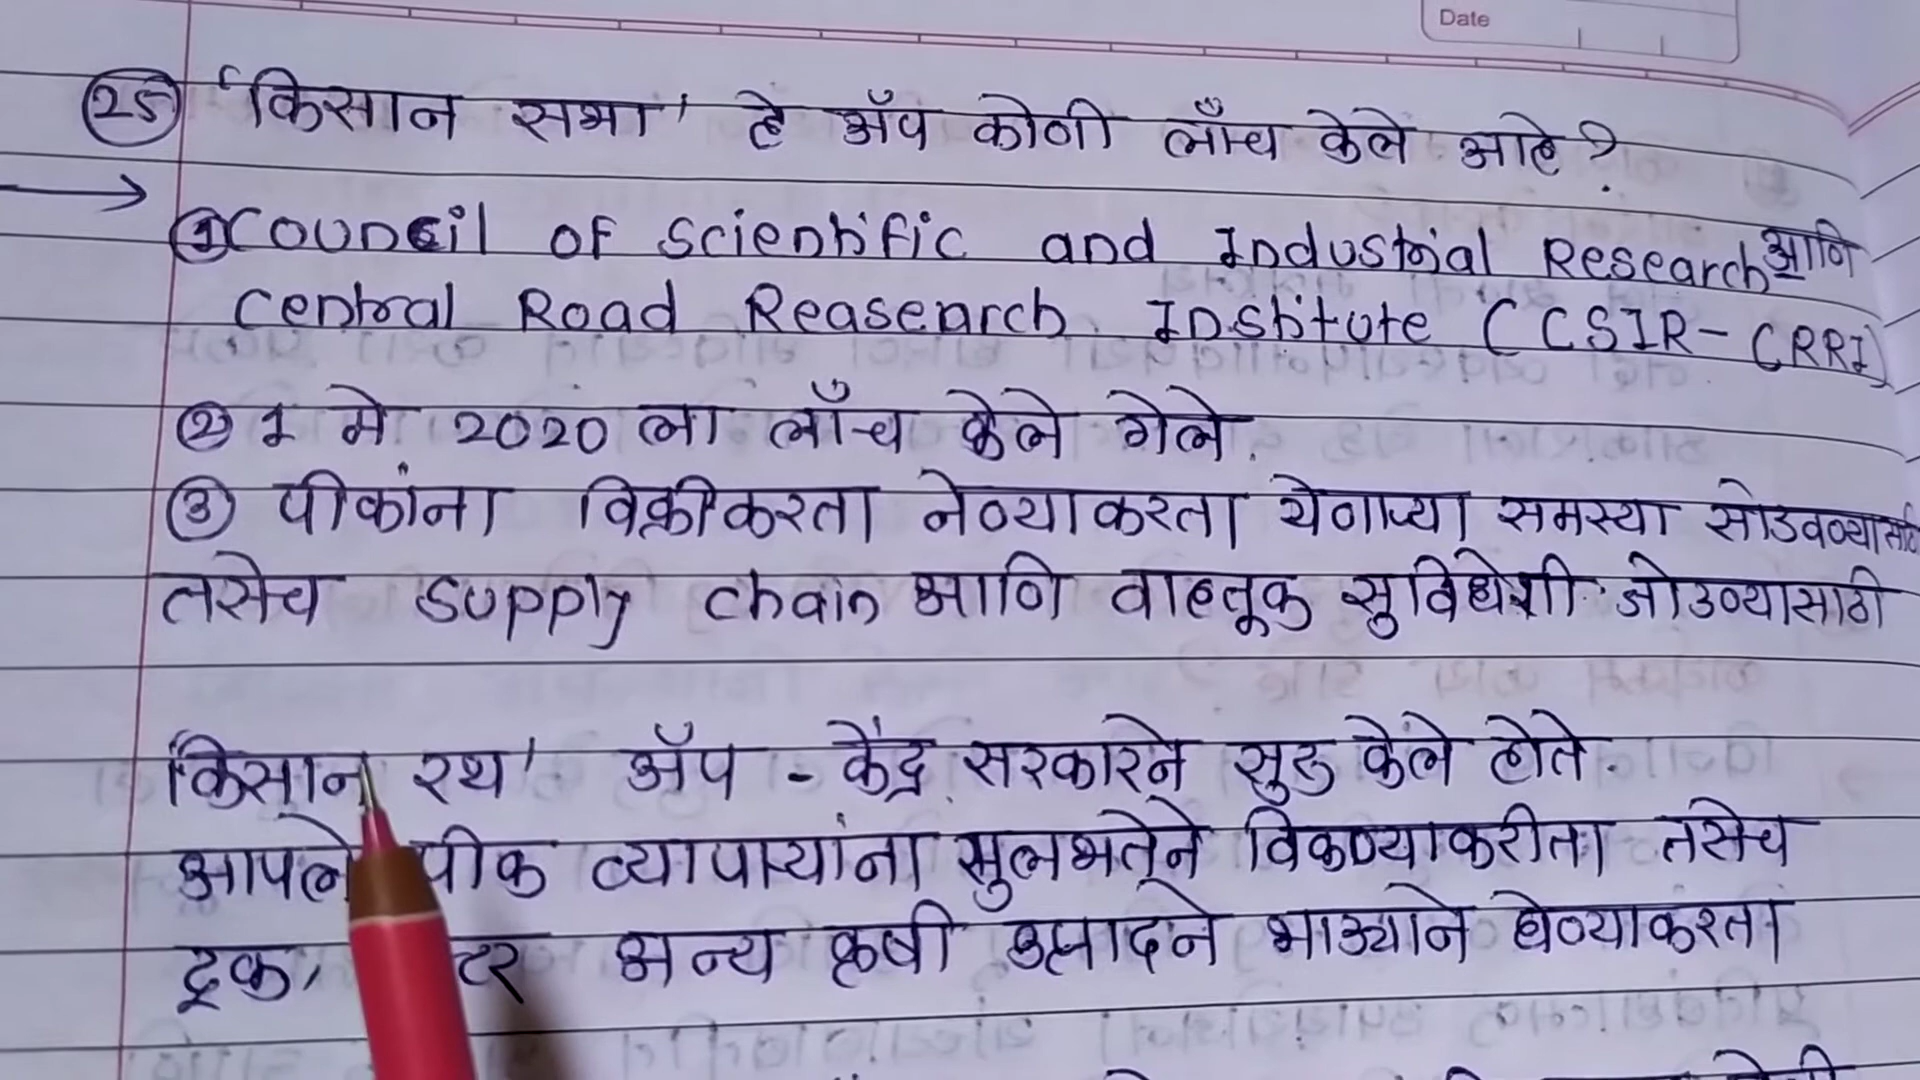 Date
25 'किसान सभा' हे ॲप कोणी लाँच केले आहे?
→
① Council of Scientific and Industrial Research आणि
Central Road Reasearch Institute (CSIR-CRRI)
② 1 मे 2020 ला लाँच केले गेले.
③ पीकांना विक्रीकरता नेण्याकरता येणाऱ्या समस्या सोडवण्यासाठी
तसेच supply chain आणि वाहतूक सुविधेशी जोडण्यासाठी
'किसान रथ' ॲप - केंद्र सरकारने सुरु केले होते.
आपले पीक व्यापाऱ्यांना सुलभतेने विकण्याकरीता तसेच
ट्रक, टर अन्य कृषी उत्पादने भाड्याने घेण्याकरता